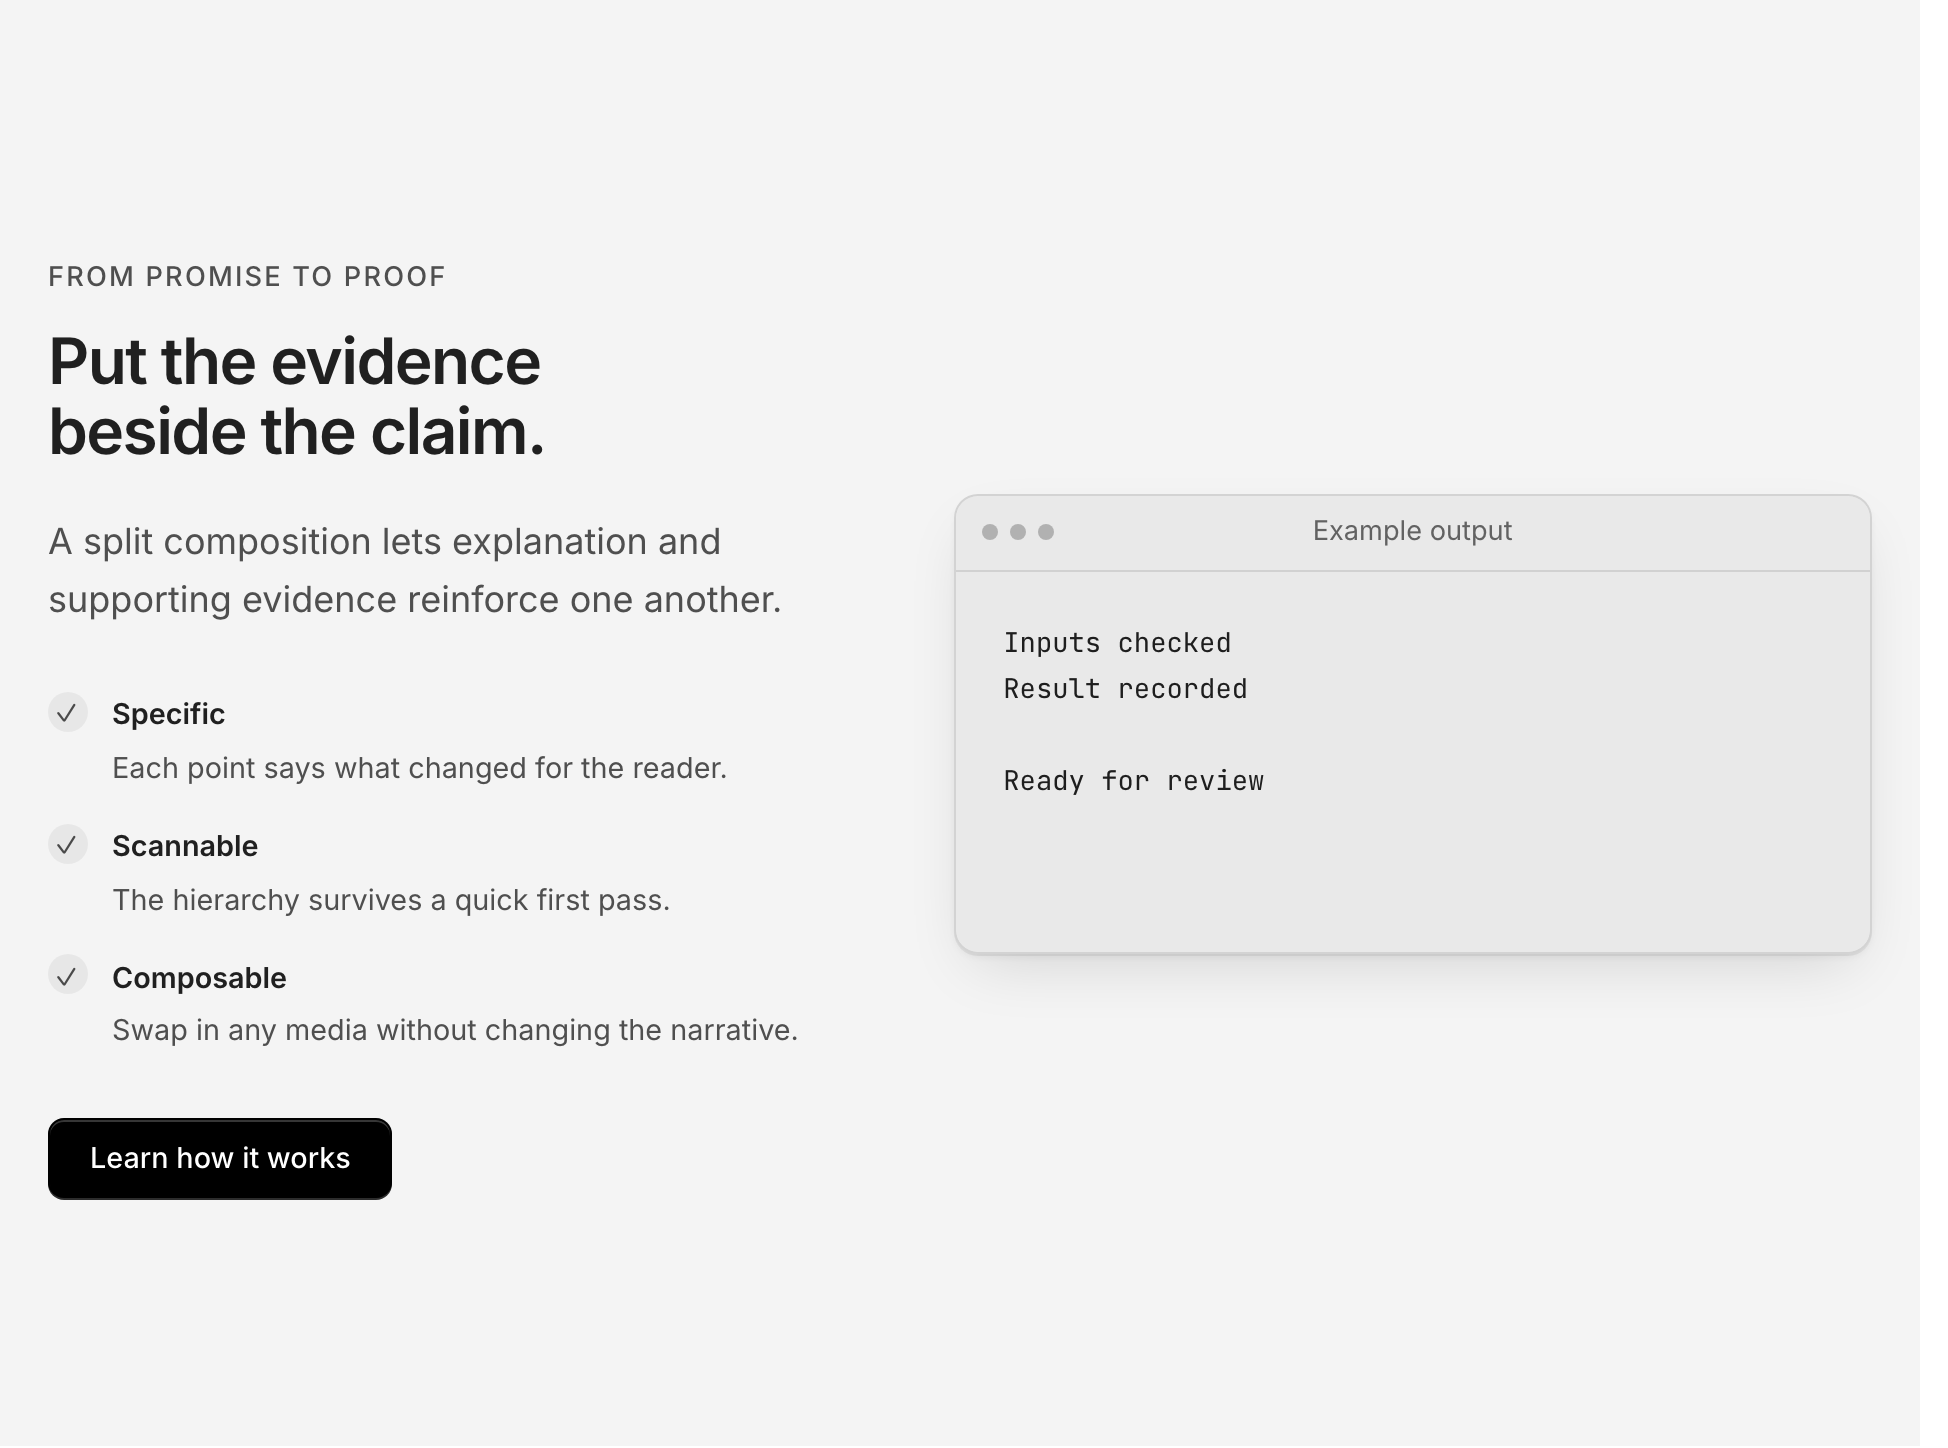 FROM PROMISE TO PROOF
Put the evidence
beside the claim.
A split composition lets explanation and
supporting evidence reinforce one another.
Specific
Each point says what changed for the reader.
Scannable
The hierarchy survives a quick first pass.
Composable
Swap in any media without changing the narrative.
Learn how it works
Example output
Inputs checked
Result recorded
Ready for review